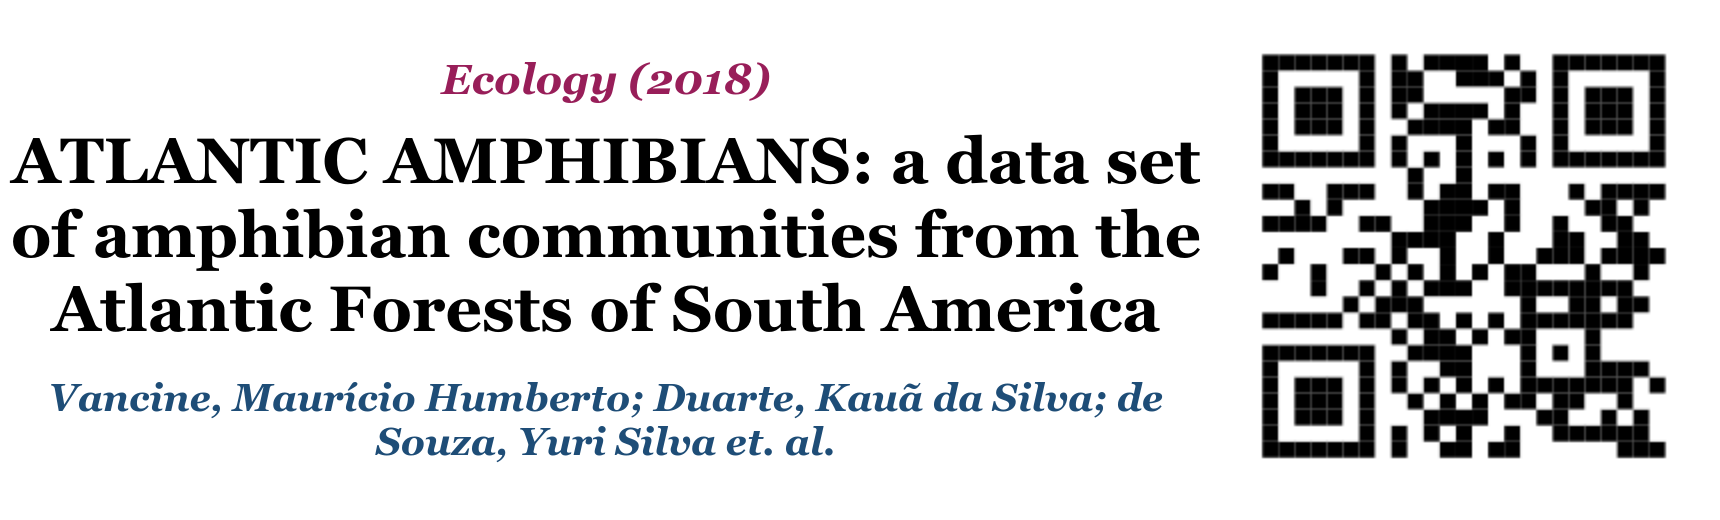 Ecology (2018)
ATLANTIC AMPHIBIANS: a data set
of amphibian communities from the
Atlantic Forests of South America
Vancine, Maurício Humberto; Duarte, Kauã da Silva; de
Souza, Yuri Silva et. al.